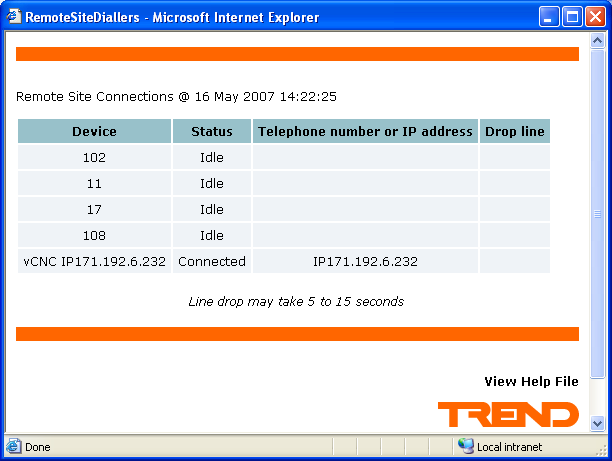 RemoteSiteDiallers - Microsoft Internet Explorer
Remote Site Connections @ 16 May 2007 14:22:25
Device Status Telephone number or IP address Drop line
102 Idle
11 Idle
17 Idle
108 Idle
vCNC IP171.192.6.232 Connected IP171.192.6.232
Line drop may take 5 to 15 seconds
View Help File
TREND
Done Local intranet